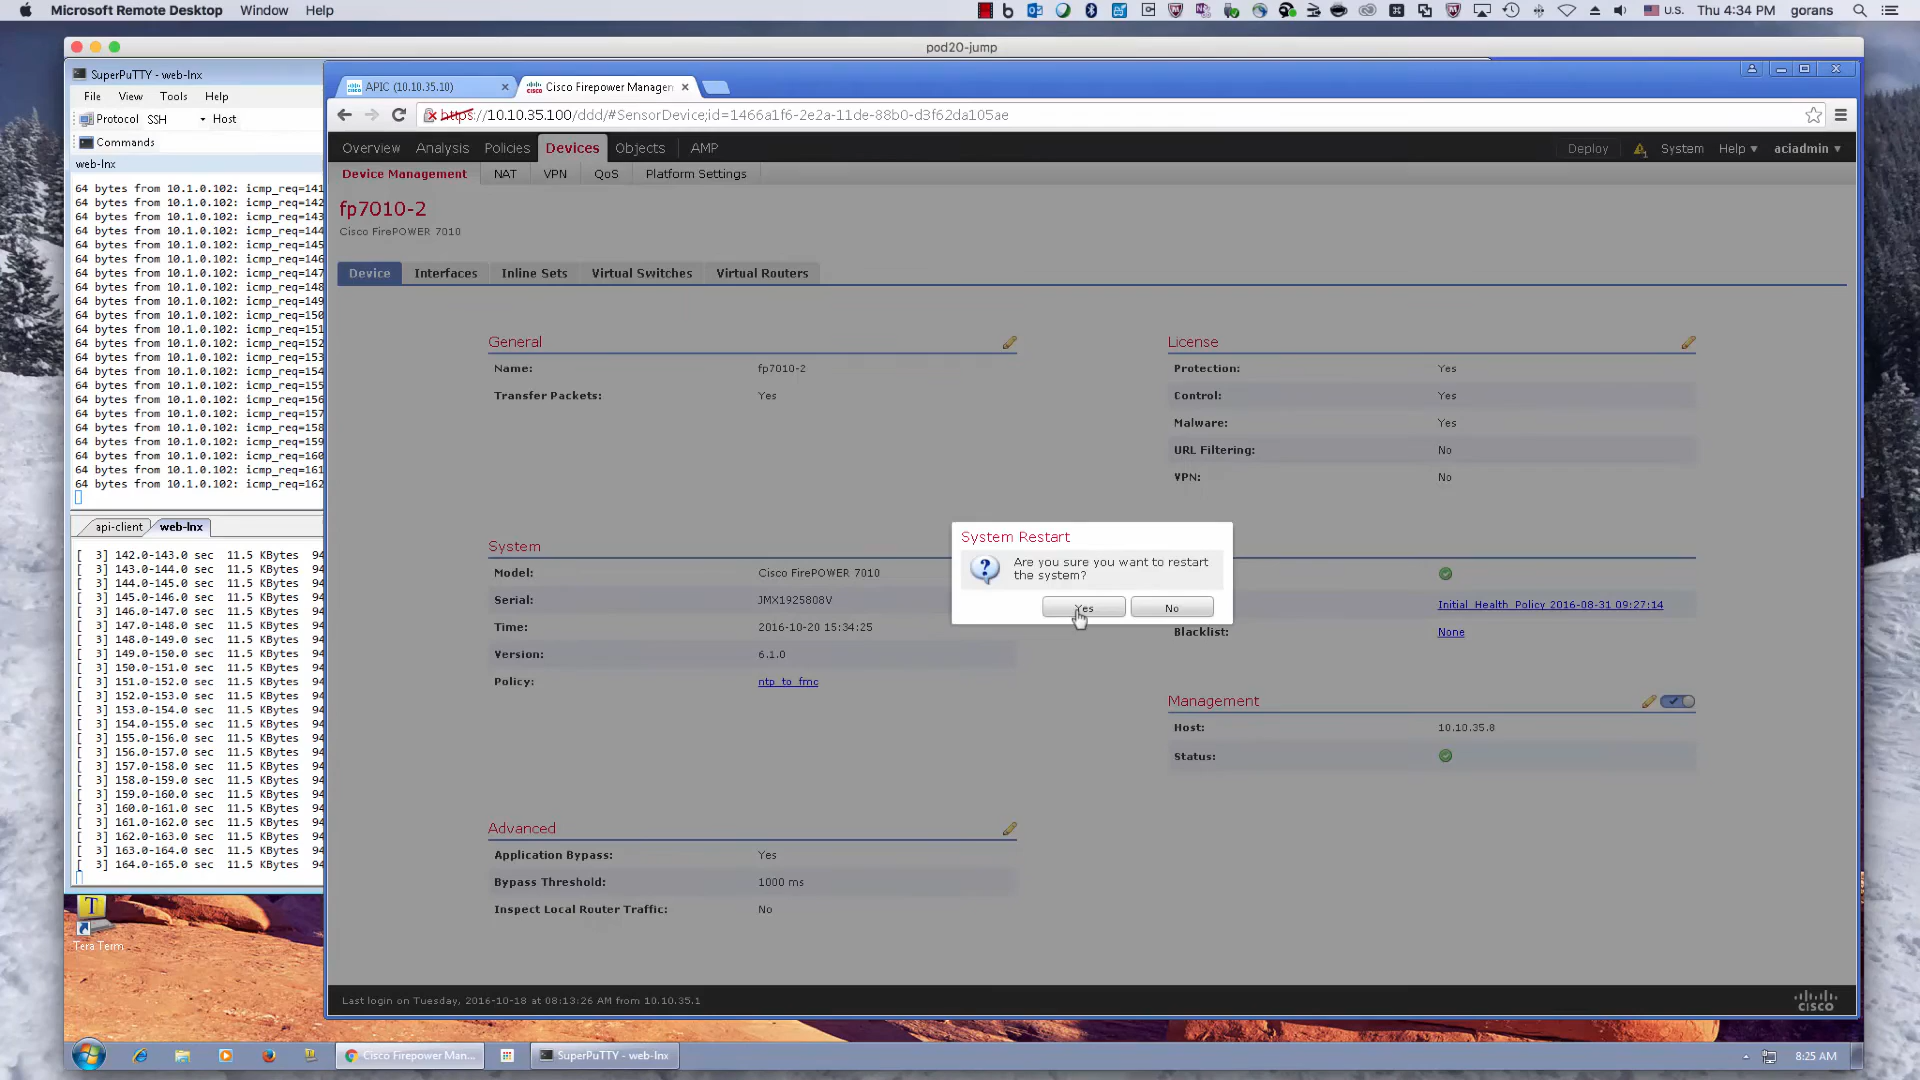 Microsoft Remote Desktop Window Help
U.S. Thu 4:34 PM gorans
pod20-jump
SuperPuTTY - web-lnx
File View Tools Help
Protocol SSH Host
Commands
web-lnx
64 bytes from 10.1.0.102: icmp_req=141
64 bytes from 10.1.0.102: icmp_req=142
64 bytes from 10.1.0.102: icmp_req=143
64 bytes from 10.1.0.102: icmp_req=144
64 bytes from 10.1.0.102: icmp_req=145
64 bytes from 10.1.0.102: icmp_req=146
64 bytes from 10.1.0.102: icmp_req=147
64 bytes from 10.1.0.102: icmp_req=148
64 bytes from 10.1.0.102: icmp_req=149
64 bytes from 10.1.0.102: icmp_req=150
64 bytes from 10.1.0.102: icmp_req=151
64 bytes from 10.1.0.102: icmp_req=152
64 bytes from 10.1.0.102: icmp_req=153
64 bytes from 10.1.0.102: icmp_req=154
64 bytes from 10.1.0.102: icmp_req=155
64 bytes from 10.1.0.102: icmp_req=156
64 bytes from 10.1.0.102: icmp_req=157
64 bytes from 10.1.0.102: icmp_req=158
64 bytes from 10.1.0.102: icmp_req=159
64 bytes from 10.1.0.102: icmp_req=160
64 bytes from 10.1.0.102: icmp_req=161
64 bytes from 10.1.0.102: icmp_req=162
api-client web-lnx
[ 3] 142.0-143.0 sec 11.5 KBytes 94
[ 3] 143.0-144.0 sec 11.5 KBytes 94
[ 3] 144.0-145.0 sec 11.5 KBytes 94
[ 3] 145.0-146.0 sec 11.5 KBytes 94
[ 3] 146.0-147.0 sec 11.5 KBytes 94
[ 3] 147.0-148.0 sec 11.5 KBytes 94
[ 3] 148.0-149.0 sec 11.5 KBytes 94
[ 3] 149.0-150.0 sec 11.5 KBytes 94
[ 3] 150.0-151.0 sec 11.5 KBytes 94
[ 3] 151.0-152.0 sec 11.5 KBytes 94
[ 3] 152.0-153.0 sec 11.5 KBytes 94
[ 3] 153.0-154.0 sec 11.5 KBytes 94
[ 3] 154.0-155.0 sec 11.5 KBytes 94
[ 3] 155.0-156.0 sec 11.5 KBytes 94
[ 3] 156.0-157.0 sec 11.5 KBytes 94
[ 3] 157.0-158.0 sec 11.5 KBytes 94
[ 3] 158.0-159.0 sec 11.5 KBytes 94
[ 3] 159.0-160.0 sec 11.5 KBytes 94
[ 3] 160.0-161.0 sec 11.5 KBytes 94
[ 3] 161.0-162.0 sec 11.5 KBytes 94
[ 3] 162.0-163.0 sec 11.5 KBytes 94
[ 3] 163.0-164.0 sec 11.5 KBytes 94
[ 3] 164.0-165.0 sec 11.5 KBytes 94
Tera Term
APIC (10.10.35.10) Cisco Firepower Manager
https://10.10.35.100/ddd/#SensorDevice;id=1466a1f6-2e2a-11de-88b0-d3f62da105ae
Overview Analysis Policies Devices Objects AMP Deploy System Help aciadmin
Device Management NAT VPN QoS Platform Settings
fp7010-2
Cisco FirePOWER 7010
Device Interfaces Inline Sets Virtual Switches Virtual Routers
General
Name: fp7010-2
Transfer Packets: Yes
License
Protection: Yes
Control: Yes
Malware: Yes
URL Filtering: No
VPN: No
System
Model: Cisco FirePOWER 7010
Serial: JMX1925808V
Time: 2016-10-20 15:34:25
Version: 6.1.0
Policy: ntp_to_fmc
System Restart
Are you sure you want to restart
the system?
Yes No
Initial_Health_Policy 2016-08-31 09:27:14
Blacklist: None
Management
Host: 10.10.35.8
Status:
Advanced
Application Bypass: Yes
Bypass Threshold: 1000 ms
Inspect Local Router Traffic: No
Last login on Tuesday, 2016-10-18 at 08:13:26 AM from 10.10.35.1
cisco
Cisco Firepower Man... SuperPuTTY - web-lnx 8:25 AM